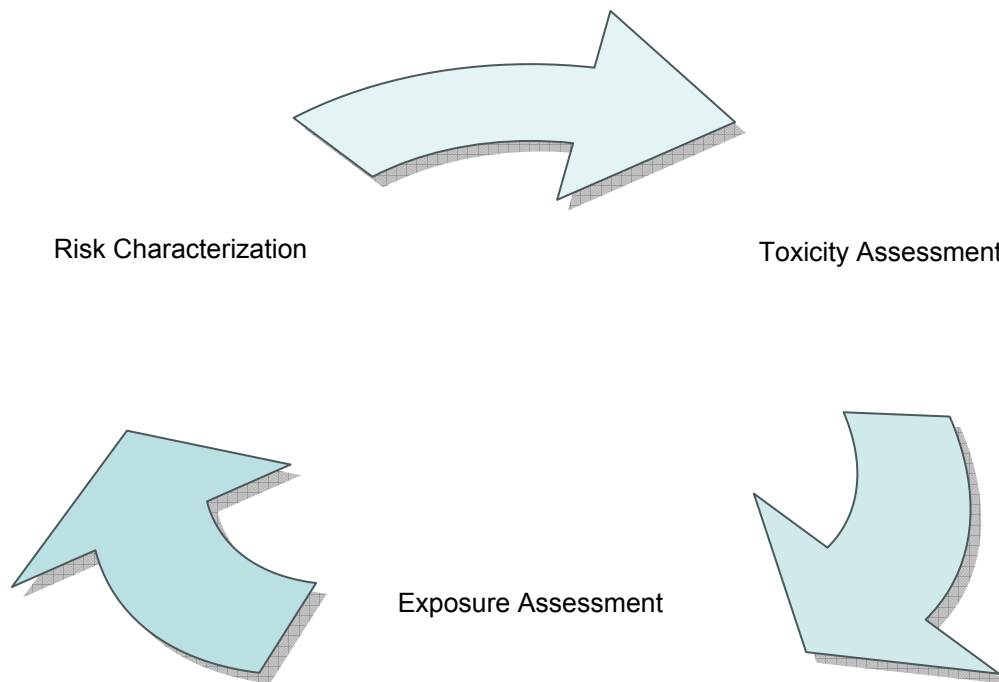 Risk Characterization
Toxicity Assessment
Exposure Assessment